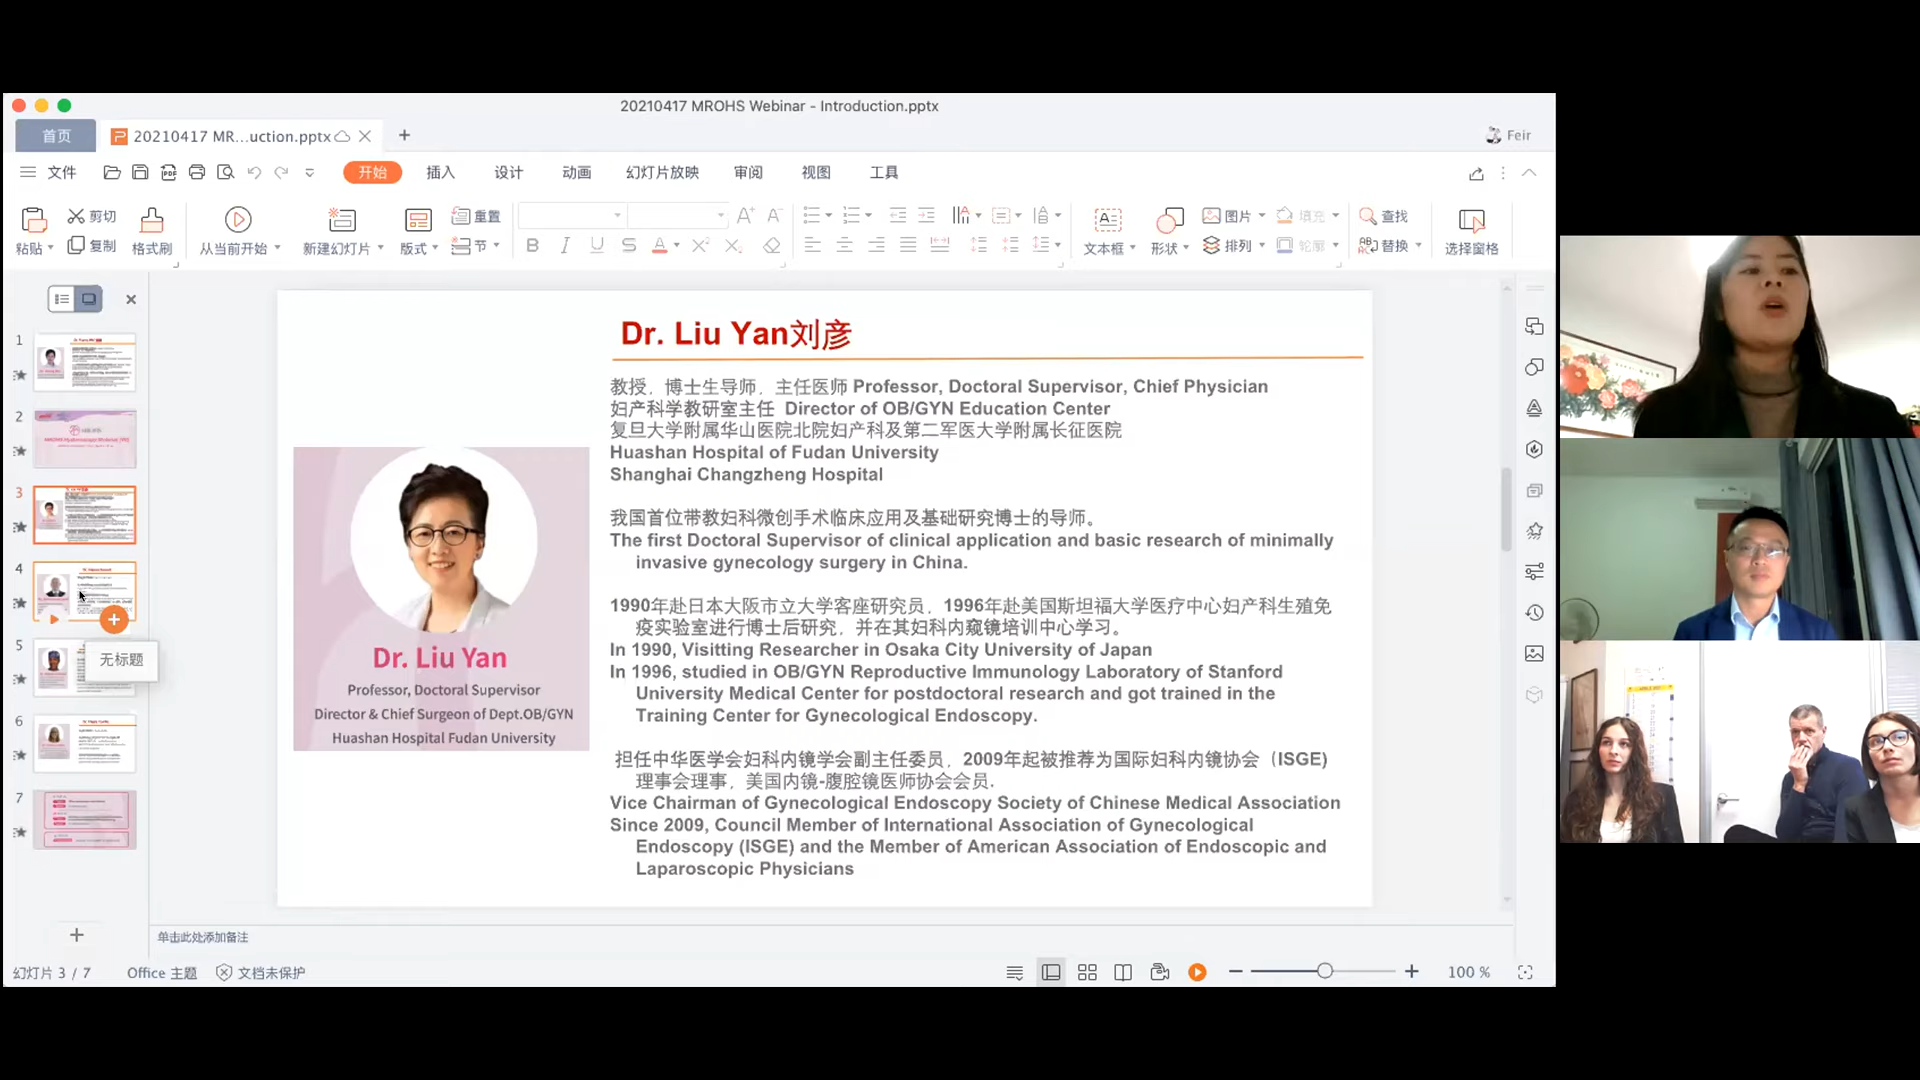 20210417 MROHS Webinar - Introduction.pptx
首页
20210417 MR...uction.pptx
Feir
文件
开始
插入
设计
动画
幻灯片放映
审阅
视图
工具
粘贴
剪切
复制
格式刷
从当前开始
新建幻灯片
版式
重置
节
文本框
形状
图片
排列
填充
轮廓
查找
替换
选择窗格
1
2
3
4
5
6
7
无标题
Dr. Liu Yan刘彦
教授，博士生导师，主任医师 Professor, Doctoral Supervisor, Chief Physician
妇产科学教研室主任 Director of OB/GYN Education Center
复旦大学附属华山医院北院妇产科及第二军医大学附属长征医院
Huashan Hospital of Fudan University
Shanghai Changzheng Hospital
我国首位带教妇科微创手术临床应用及基础研究博士的导师。
The first Doctoral Supervisor of clinical application and basic research of minimally
invasive gynecology surgery in China.
1990年赴日本大阪市立大学客座研究员，1996年赴美国斯坦福大学医疗中心妇产科生殖免
疫实验室进行博士后研究，并在其妇科内窥镜培训中心学习。
In 1990, Visitting Researcher in Osaka City University of Japan
In 1996, studied in OB/GYN Reproductive Immunology Laboratory of Stanford
University Medical Center for postdoctoral research and got trained in the
Training Center for Gynecological Endoscopy.
担任中华医学会妇科内镜学会副主任委员，2009年起被推荐为国际妇科内镜协会（ISGE)
理事会理事，美国内镜-腹腔镜医师协会会员.
Vice Chairman of Gynecological Endoscopy Society of Chinese Medical Association
Since 2009, Council Member of International Association of Gynecological
Endoscopy (ISGE) and the Member of American Association of Endoscopic and
Laparoscopic Physicians
Dr. Liu Yan
Professor, Doctoral Supervisor
Director & Chief Surgeon of Dept.OB/GYN
Huashan Hospital Fudan University
单击此处添加备注
幻灯片 3 / 7
Office 主题
文档未保护
100 %